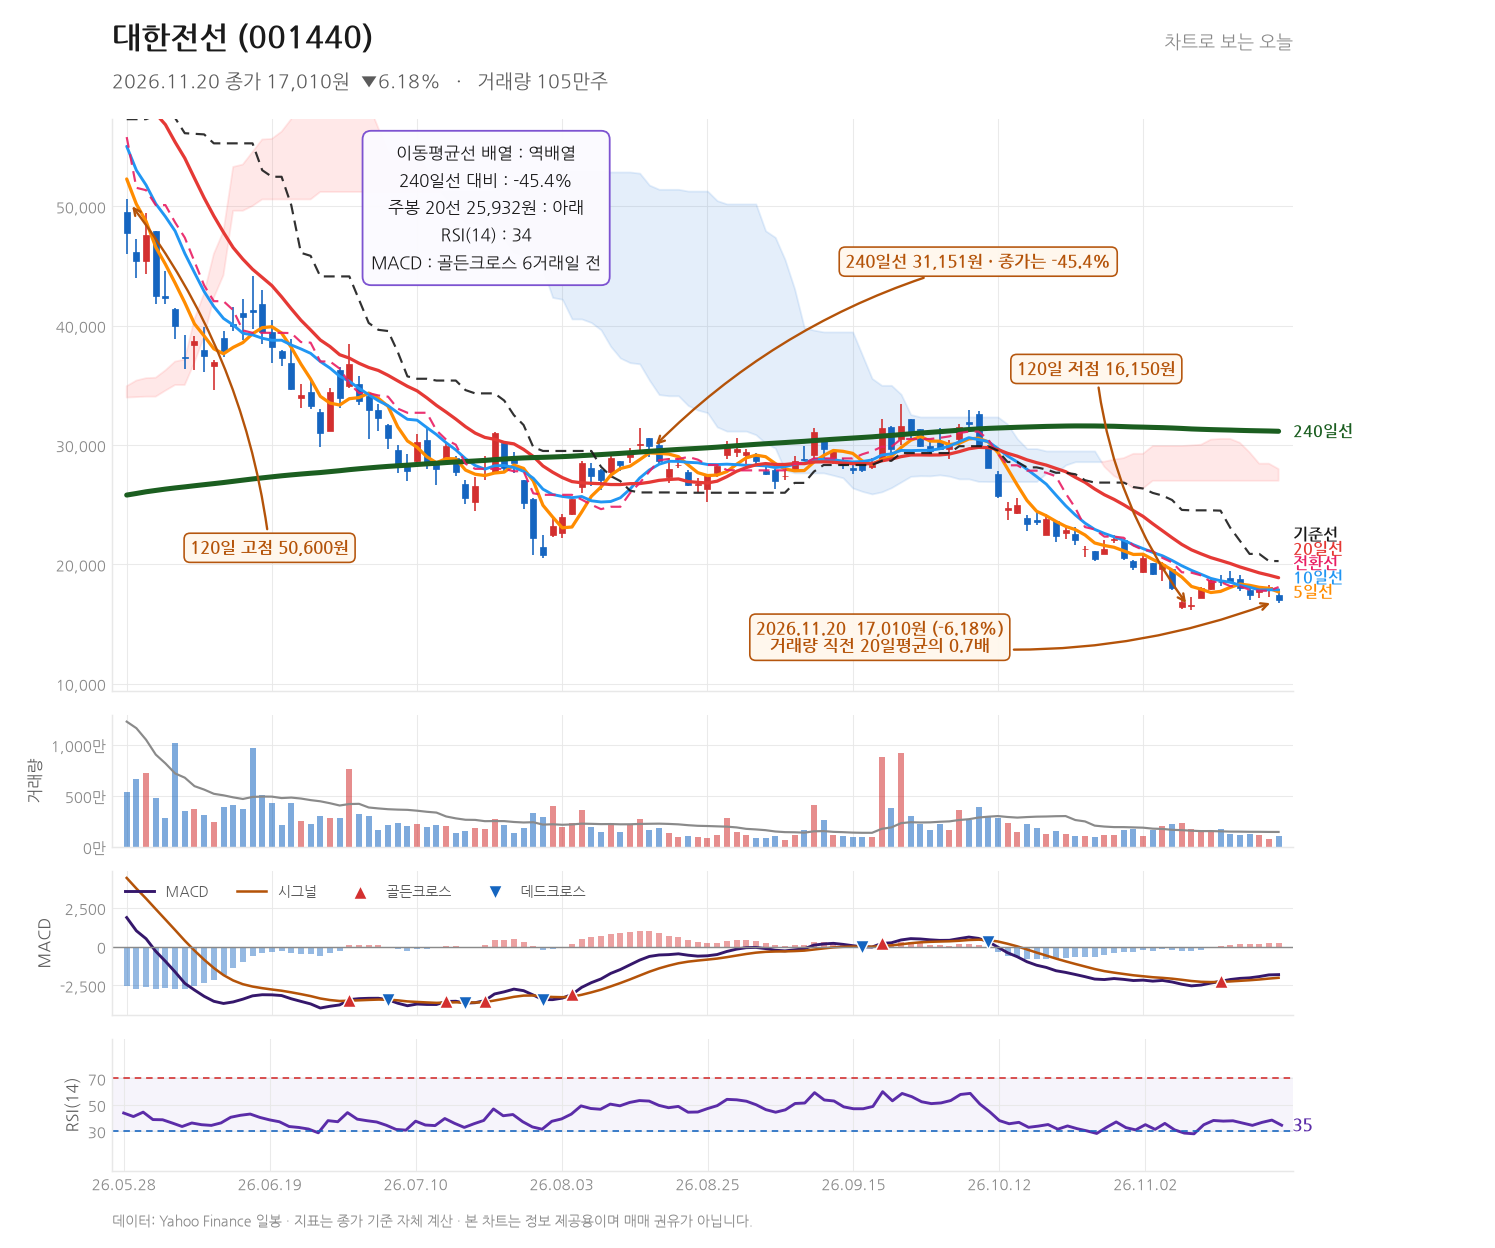 대한전선 (001440)
차트로 보는 오늘
2026.11.20 종가 17,010원 ▼6.18% · 거래량 105만주
이동평균선 배열 : 역배열
240일선 대비 : -45.4%
주봉 20선 25,932원 : 아래
RSI(14) : 34
MACD : 골든크로스 6거래일 전
240일선 31,151원 · 종가는 -45.4%
120일 저점 16,150원
120일 고점 50,600원
2026.11.20 17,010원 (-6.18%)
거래량 직전 20일평균의 0.7배
50,000
40,000
30,000
20,000
10,000
240일선
기준선
20일선
전환선
10일선
5일선
거래량
1,000만
500만
0만
MACD
MACD
시그널
▲ 골든크로스
▼ 데드크로스
2,500
0
-2,500
RSI(14)
70
50
30
35
26.05.28
26.06.19
26.07.10
26.08.03
26.08.25
26.09.15
26.10.12
26.11.02
데이터: Yahoo Finance 일봉 · 지표는 종가 기준 자체 계산 · 본 차트는 정보 제공용이며 매매 권유가 아닙니다.